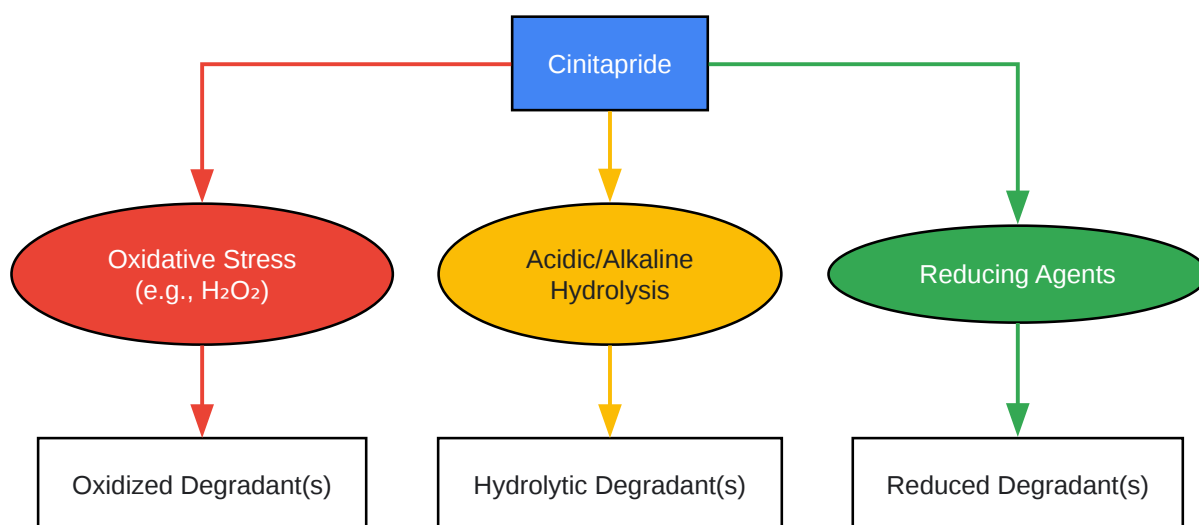 Cinitapride
Oxidative Stress
(e.g., H₂O₂)
Acidic/Alkaline
Hydrolysis
Reducing Agents
Oxidized Degradant(s)
Hydrolytic Degradant(s)
Reduced Degradant(s)